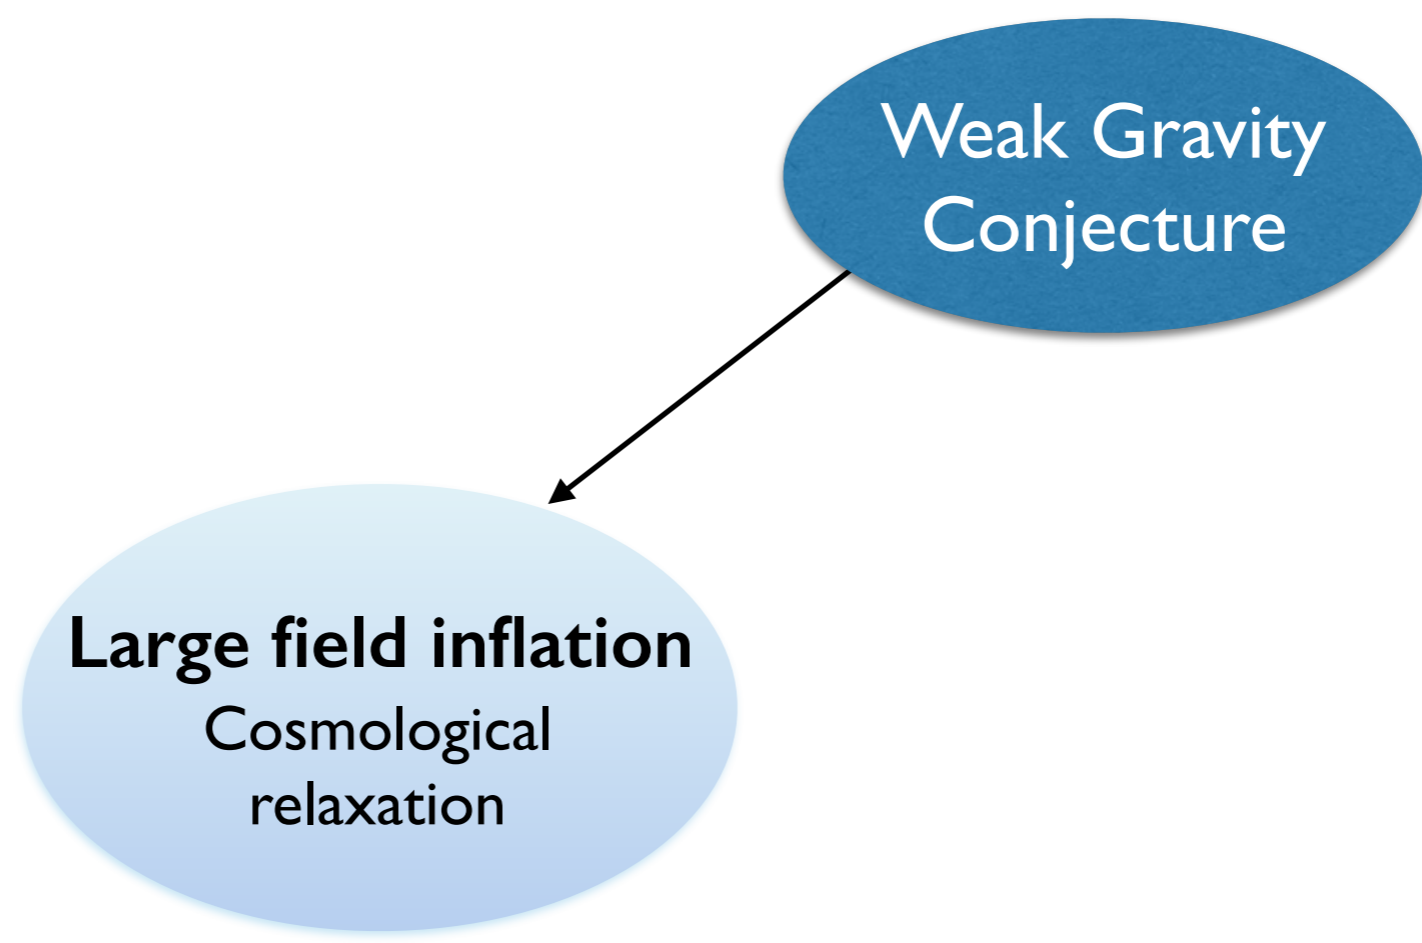 Weak Gravity
Conjecture
Large field inflation
Cosmological
relaxation